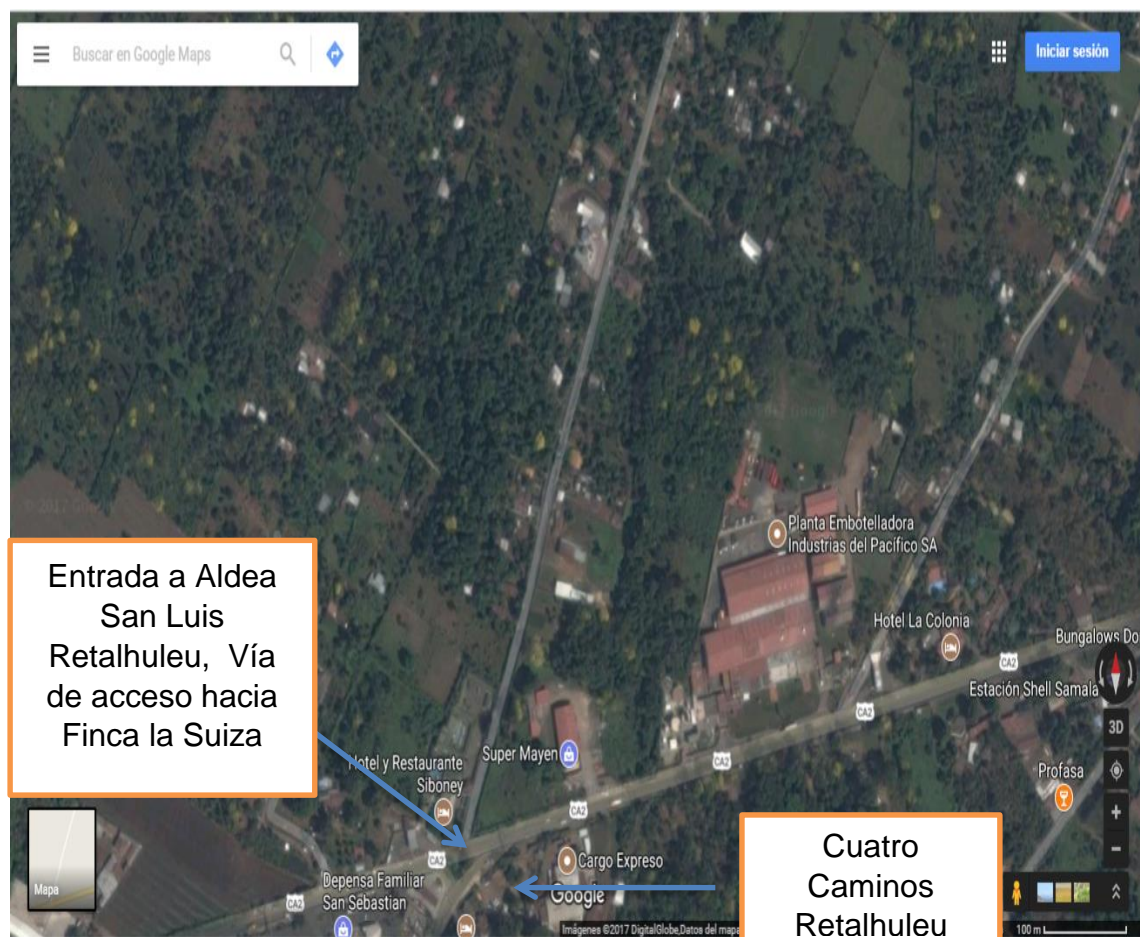 Buscar en Google Maps
Iniciar sesión
Planta Embotelladora
Industrias del Pacífico SA
Entrada a Aldea
San Luis
Retalhuleu, Vía
de acceso hacia
Finca la Suiza
Hotel La Colonia
Bungalows Do
CA2
Estación Shell Samala
CA2
3D
Hotel y Restaurante
Siboney
Super Mayen
CA2
Profasa
CA2
Mapa
CA2
Depensa Familiar
San Sebastian
CA2
Cargo Expreso
Google
Cuatro
Caminos
Retalhuleu
Imágenes ©2017 DigitalGlobe,Datos del mapa
100 m